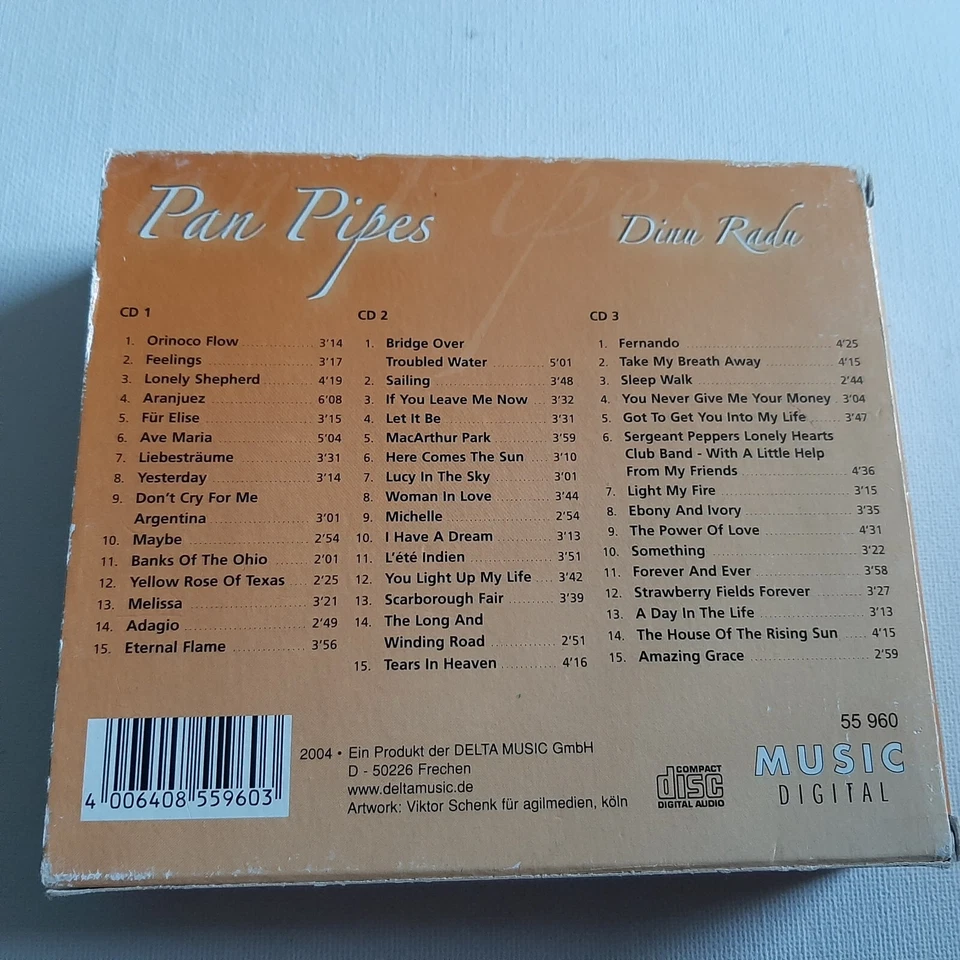 Pan Pipes
Dinu Radu
CD 1
1. Orinoco Flow 3'14
2. Feelings 3'17
3. Lonely Shepherd 4'19
4. Aranjuez 6'08
5. Für Elise 3'15
6. Ave Maria 5'04
7. Liebesträume 3'31
8. Yesterday 3'14
9. Don't Cry For Me
Argentina 3'01
10. Maybe 2'54
11. Banks Of The Ohio 2'01
12. Yellow Rose Of Texas 2'25
13. Melissa 3'21
14. Adagio 2'49
15. Eternal Flame 3'56
CD 2
1. Bridge Over
Troubled Water 5'01
2. Sailing 3'48
3. If You Leave Me Now 3'32
4. Let It Be 3'31
5. MacArthur Park 3'59
6. Here Comes The Sun 3'10
7. Lucy In The Sky 3'01
8. Woman In Love 3'44
9. Michelle 2'54
10. I Have A Dream 3'13
11. L'été Indien 3'51
12. You Light Up My Life 3'42
13. Scarborough Fair 3'39
14. The Long And
Winding Road 2'51
15. Tears In Heaven 4'16
CD 3
1. Fernando 4'25
2. Take My Breath Away 4'15
3. Sleep Walk 2'44
4. You Never Give Me Your Money 3'04
5. Got To Get You Into My Life 3'47
6. Sergeant Peppers Lonely Hearts
Club Band - With A Little Help
From My Friends 4'36
7. Light My Fire 3'15
8. Ebony And Ivory 3'35
9. The Power Of Love 4'31
10. Something 3'22
11. Forever And Ever 3'58
12. Strawberry Fields Forever 3'27
13. A Day In The Life 3'13
14. The House Of The Rising Sun 4'15
15. Amazing Grace 2'59
4 006408 559603
2004 • Ein Produkt der DELTA MUSIC GmbH
D - 50226 Frechen
www.deltamusic.de
Artwork: Viktor Schenk für agilmedien, köln
COMPACT
disc
DIGITAL AUDIO
55 960
MUSIC
DIGITAL